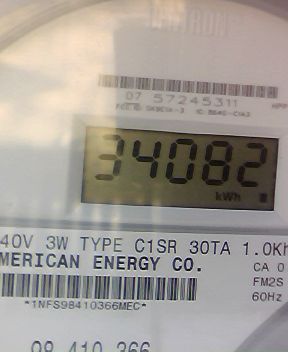 07 57245311
34082
kWh
40V 3W TYPE C1SR 30TA 1.0Kh
MERICAN ENERGY CO.
CA 0
FM2S
60Hz
*1NFS98410366MEC*
98 410 366